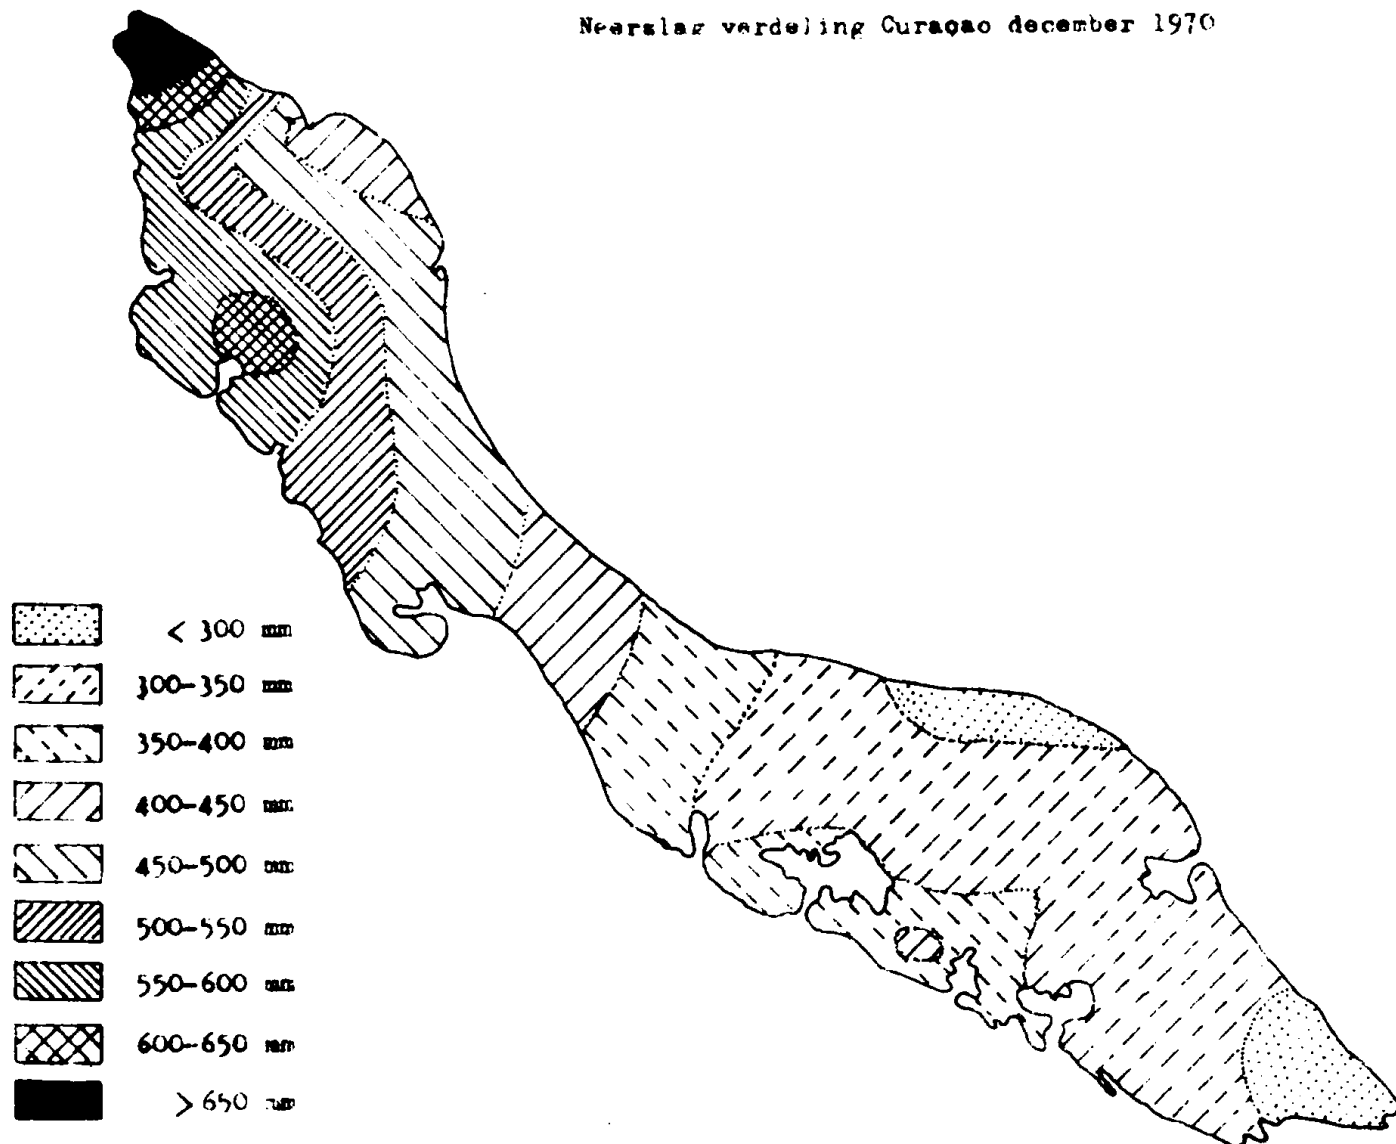 Neerslag verdeling Curaçao december 1970
< 300 mm
300-350 mm
350-400 mm
400-450 mm
450-500 mm
500-550 mm
550-600 mm
600-650 mm
> 650 mm